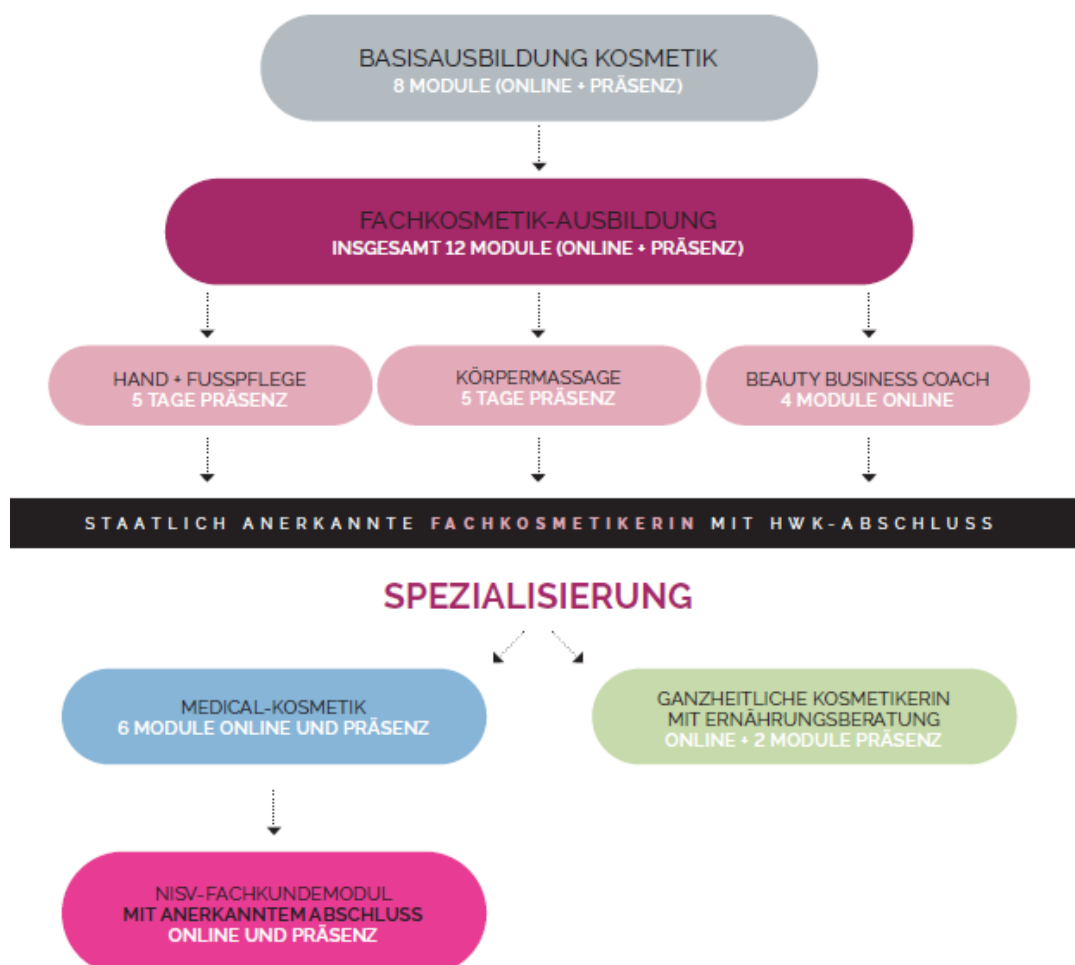 BASISAUSBILDUNG KOSMETIK
8 MODULE (ONLINE + PRÄSENZ)
FACHKOSMETIK-AUSBILDUNG
INSGESAMT 12 MODULE (ONLINE + PRÄSENZ)
HAND + FUSSPFLEGE
5 TAGE PRÄSENZ
KÖRPERMASSAGE
5 TAGE PRÄSENZ
BEAUTY BUSINESS COACH
4 MODULE ONLINE
STAATLICH ANERKANNTE FACHKOSMETIKERIN MIT HWK-ABSCHLUSS
SPEZIALISIERUNG
MEDICAL-KOSMETIK
6 MODULE ONLINE UND PRÄSENZ
GANZHEITLICHE KOSMETIKERIN
MIT ERNÄHRUNGSBERATUNG
ONLINE + 2 MODULE PRÄSENZ
NISV-FACHKUNDEMODUL
MIT ANERKANNTEM ABSCHLUSS
ONLINE UND PRÄSENZ